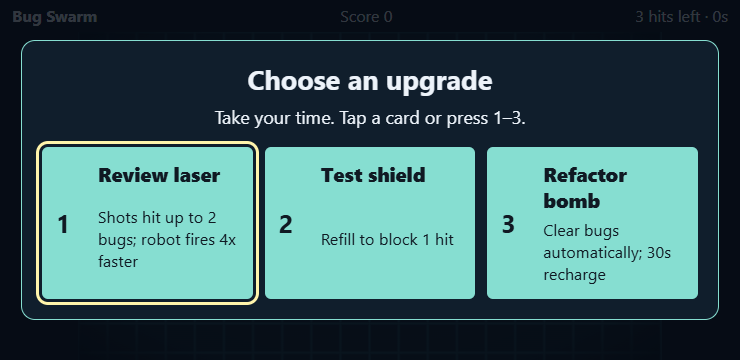 Bug Swarm
Score 0
3 hits left · 0s
Choose an upgrade
Take your time. Tap a card or press 1–3.
1
Review laser
Shots hit up to 2
bugs; robot fires 4x
faster
2
Test shield
Refill to block 1 hit
3
Refactor
bomb
Clear bugs
automatically; 30s
recharge